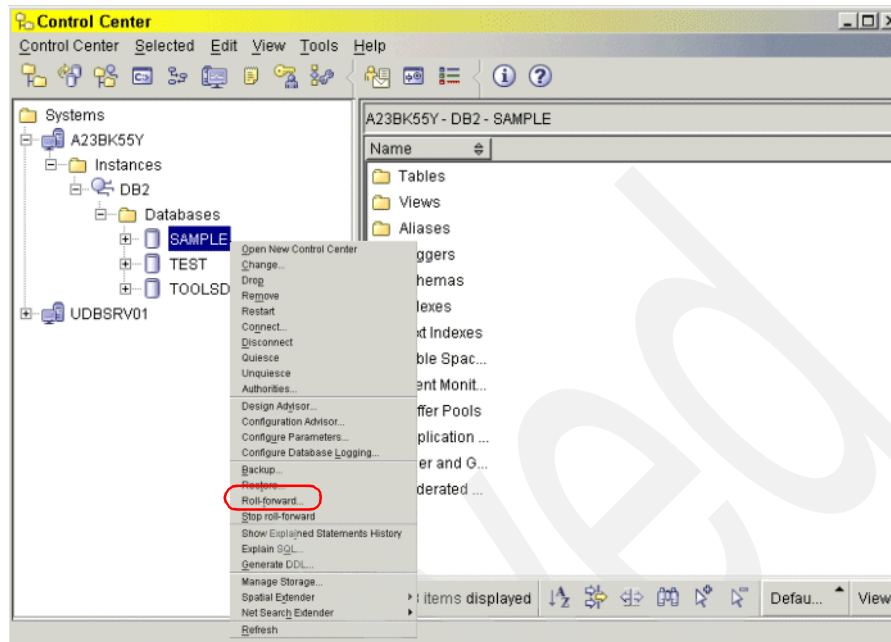 Control Center
Control Center Selected Edit View Tools Help
Systems
A23BK55Y
Instances
DB2
Databases
SAMPLE
TEST
TOOLSD
UDBSRV01
A23BK55Y - DB2 - SAMPLE
Name
Tables
Views
Aliases
ggers
hemas
lexes
xt Indexes
ble Spac...
ent Monit...
ffer Pools
plication ...
er and G...
derated ...
Open New Control Center
Change...
Drop
Remove
Restart
Connect...
Disconnect
Quiesce
Unquiesce
Authorities...
Design Advisor...
Configuration Advisor...
Configure Parameters...
Configure Database Logging...
Backup...
Restore...
Roll-forward...
Stop roll-forward
Show Explained Statements History
Explain SQL...
Generate DDL...
Manage Storage...
Spatial Extender
Net Search Extender
Refresh
items displayed
Defau...
View